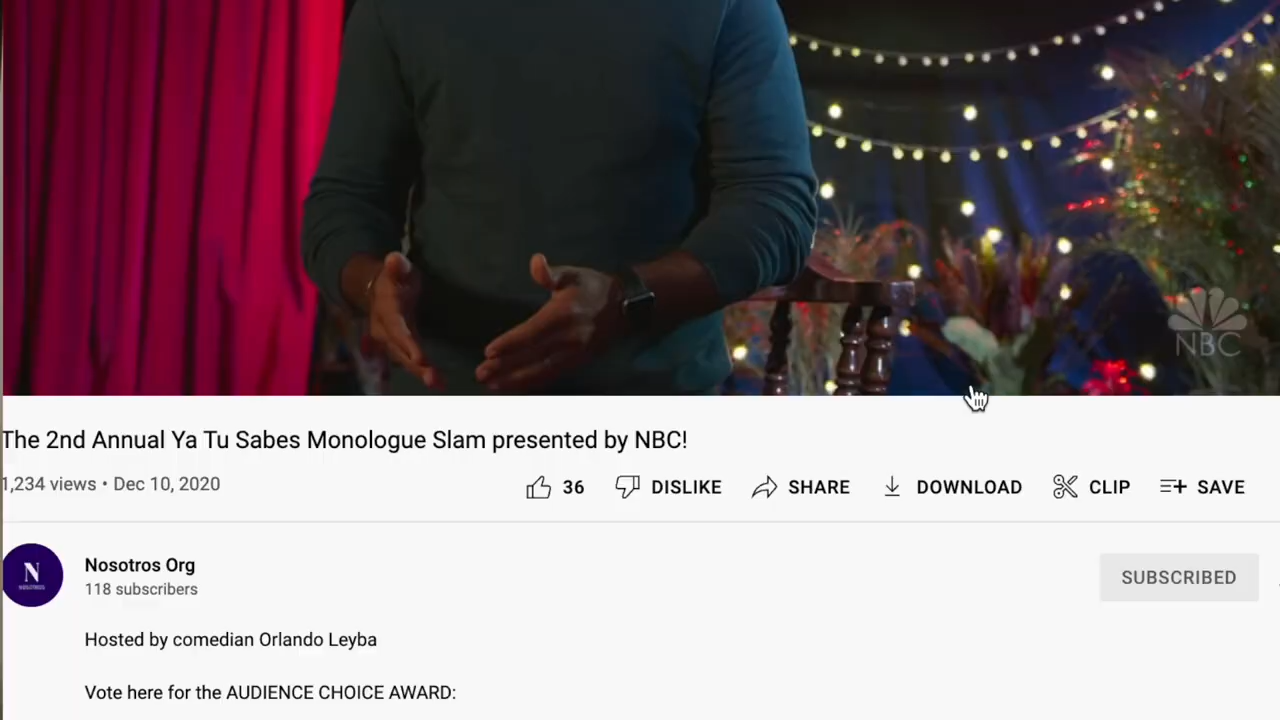 NBC
The 2nd Annual Ya Tu Sabes Monologue Slam presented by NBC!
1,234 views • Dec 10, 2020
36
DISLIKE
SHARE
DOWNLOAD
CLIP
SAVE
N
NOSOTROS
Nosotros Org
118 subscribers
SUBSCRIBED
Hosted by comedian Orlando Leyba
Vote here for the AUDIENCE CHOICE AWARD: